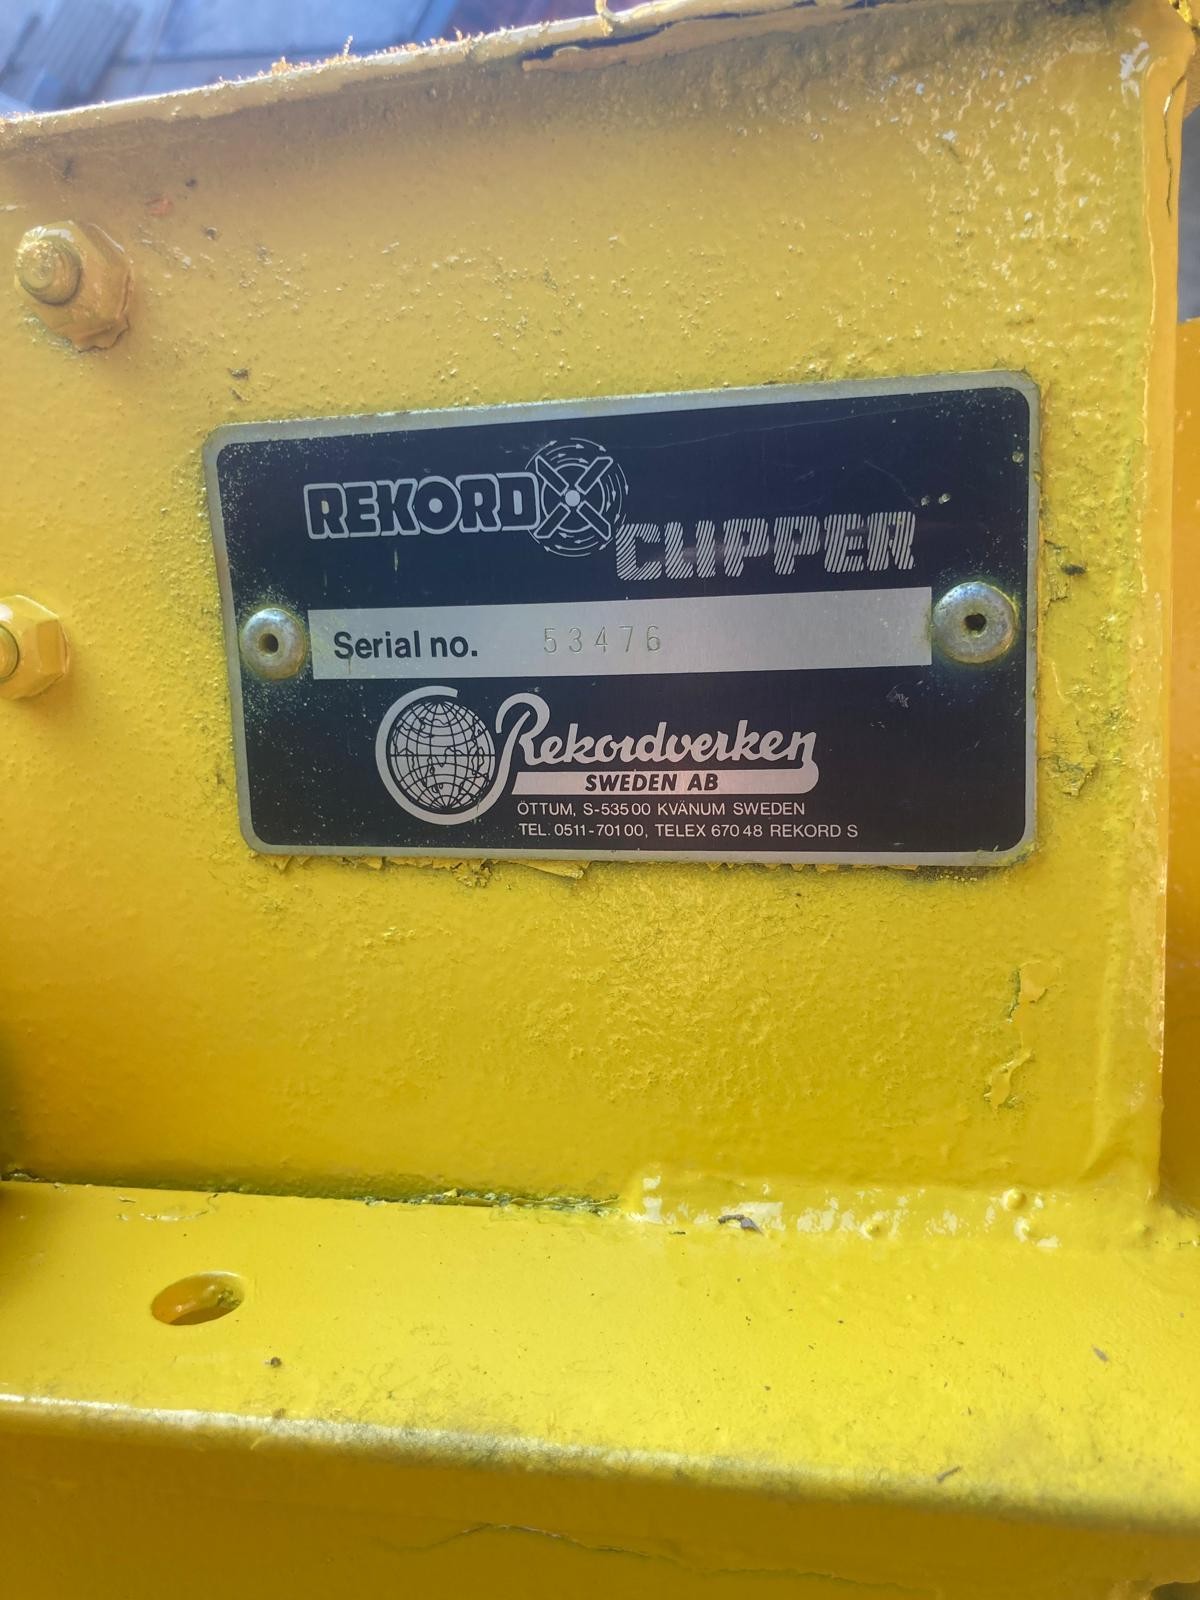 REKORD
CLIPPER
Serial no. 53476
Rekordverken
SWEDEN AB
ÖTTUM, S-535 00 KVÄNUM SWEDEN
TEL. 0511-701 00, TELEX 670 48 REKORD S